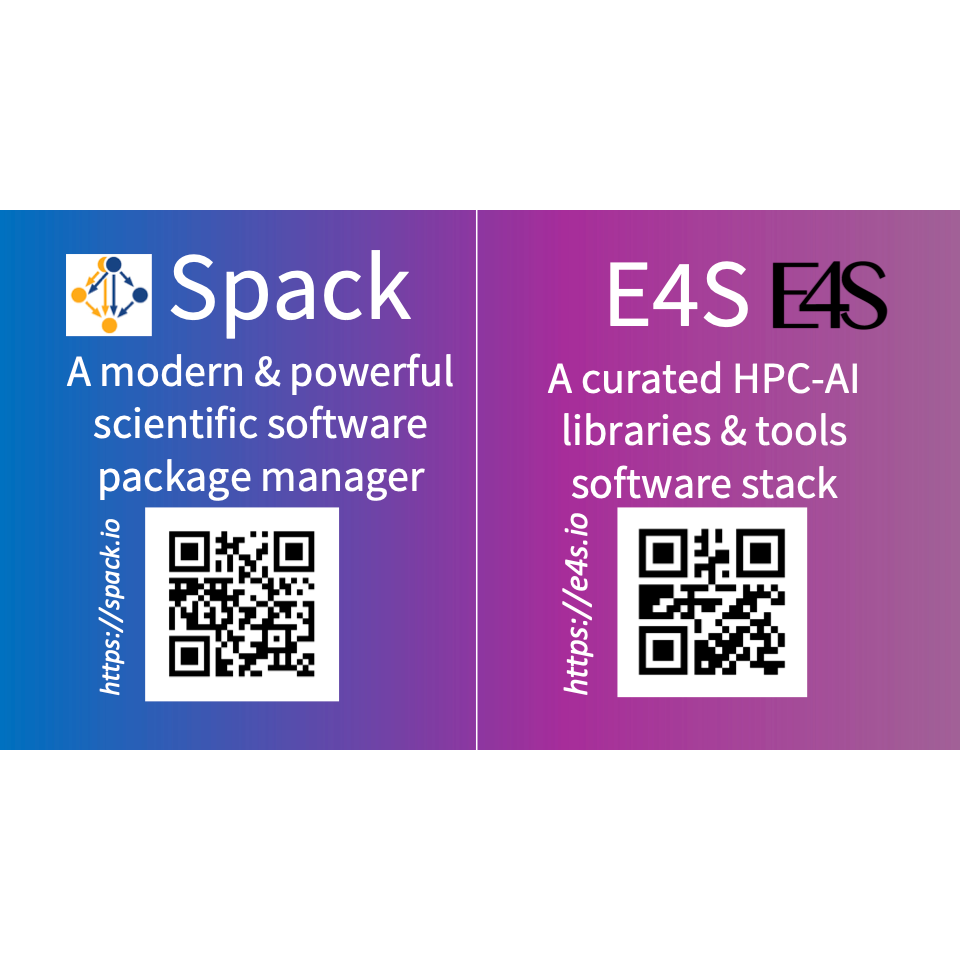 Spack
A modern & powerful
scientific software
package manager
https://spack.io
E4S E4S
A curated HPC-AI
libraries & tools
software stack
https://e4s.io